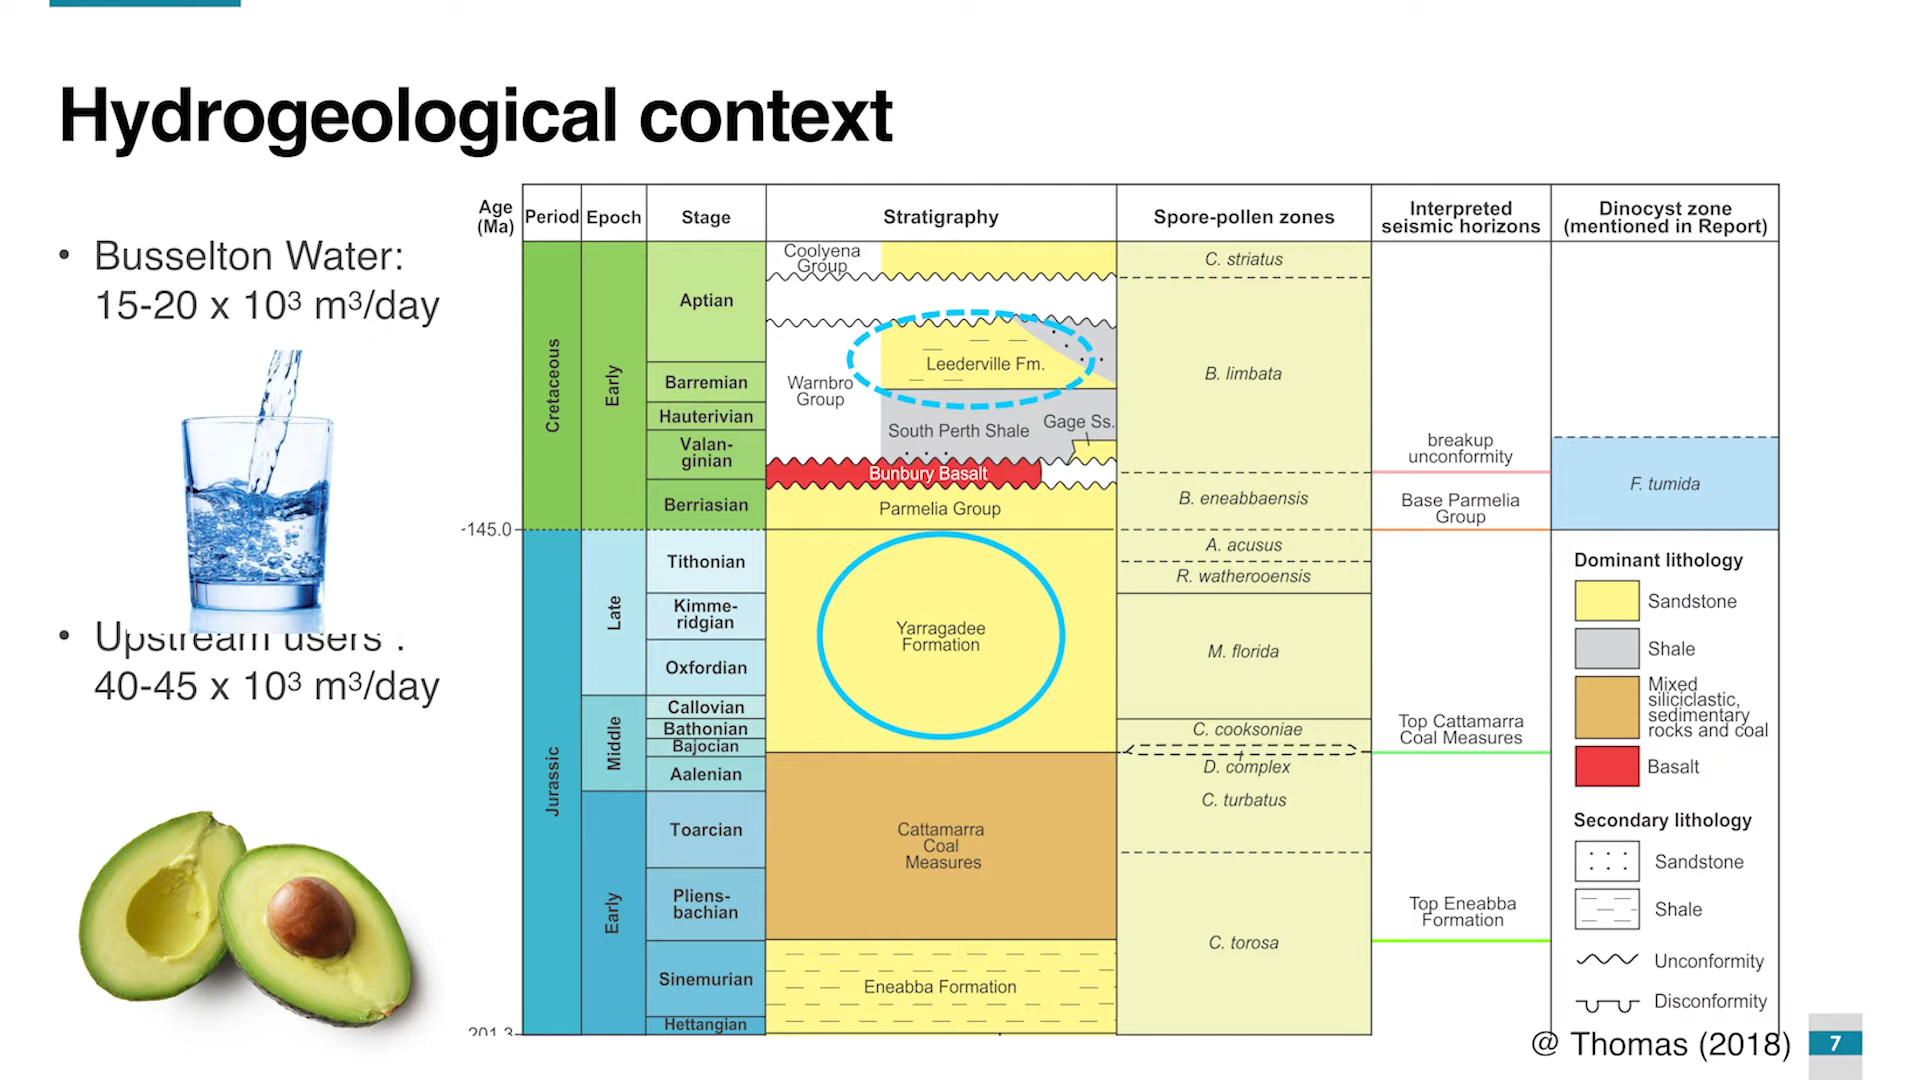 Hydrogeological context
• Busselton Water:
15-20 x 10³ m³/day
• Upstream users :
40-45 x 10³ m³/day
Age
(Ma)
Period
Epoch
Stage
Stratigraphy
Spore-pollen zones
Interpreted
seismic horizons
Dinocyst zone
(mentioned in Report)
-145.0
201.3
Cretaceous
Jurassic
Early
Late
Middle
Early
Aptian
Barremian
Hauterivian
Valan-
ginian
Berriasian
Tithonian
Kimme-
ridgian
Oxfordian
Callovian
Bathonian
Bajocian
Aalenian
Toarcian
Pliens-
bachian
Sinemurian
Hettangian
Coolyena
Group
Leederville Fm.
Warnbro
Group
South Perth Shale
Gage Ss.
Bunbury Basalt
Parmelia Group
Yarragadee
Formation
Cattamarra
Coal
Measures
Eneabba Formation
C. striatus
B. limbata
B. eneabbaensis
A. acusus
R. watherooensis
M. florida
C. cooksoniae
D. complex
C. turbatus
C. torosa
breakup
unconformity
Base Parmelia
Group
Top Cattamarra
Coal Measures
Top Eneabba
Formation
F. tumida
Dominant lithology
Sandstone
Shale
Mixed
siliciclastic,
sedimentary
rocks and coal
Basalt
Secondary lithology
Sandstone
Shale
Unconformity
Disconformity
@ Thomas (2018)
7